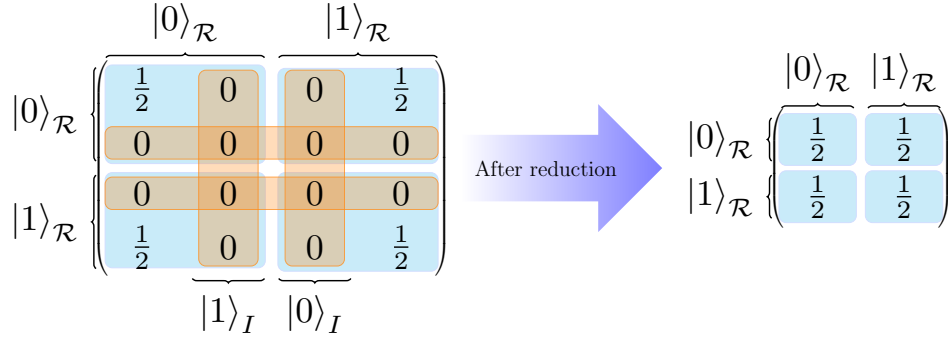 |0⟩_ℛ |1⟩_ℛ
|0⟩_ℛ 1/2 0 0 1/2
0 0 0 0
|1⟩_ℛ 0 0 0 0
1/2 0 0 1/2
|1⟩_I |0⟩_I
After reduction
|0⟩_ℛ |1⟩_ℛ
|0⟩_ℛ 1/2 1/2
|1⟩_ℛ 1/2 1/2